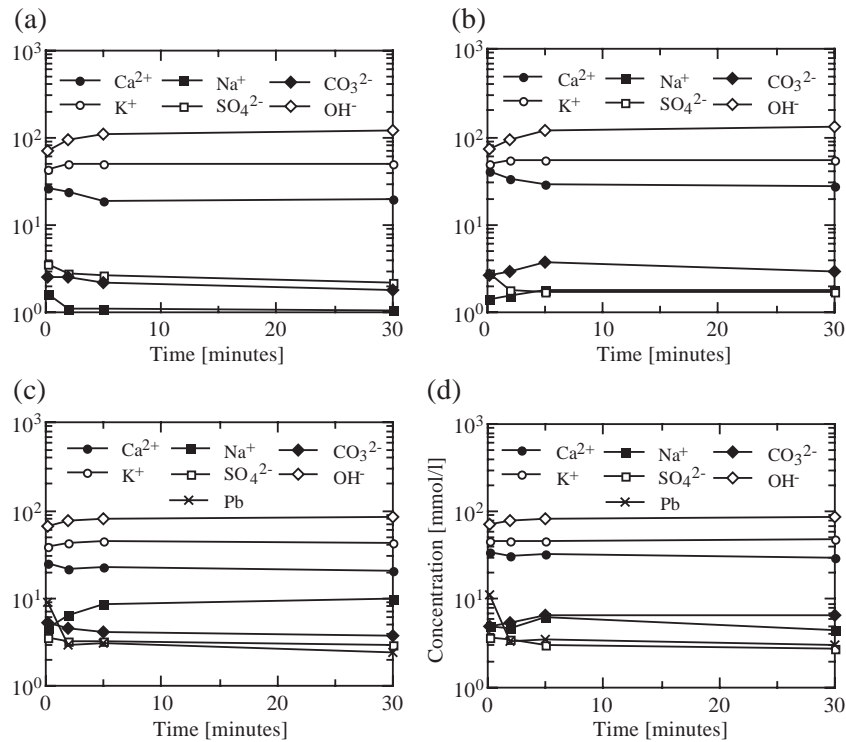 (a)
10³
10²
10¹
10⁰
Ca²⁺ Na⁺ CO₃²⁻
K⁺ SO₄²⁻ OH⁻
0 10 20 30
Time [minutes]
(b)
10³
10²
10¹
10⁰
Ca²⁺ Na⁺ CO₃²⁻
K⁺ SO₄²⁻ OH⁻
0 10 20 30
Time [minutes]
(c)
10³
10²
10¹
10⁰
Ca²⁺ Na⁺ CO₃²⁻
K⁺ SO₄²⁻ OH⁻
Pb
0 10 20 30
Time [minutes]
(d)
Concentration [mmol/l]
10³
10²
10¹
10⁰
Ca²⁺ Na⁺ CO₃²⁻
K⁺ SO₄²⁻ OH⁻
Pb
0 10 20 30
Time [minutes]